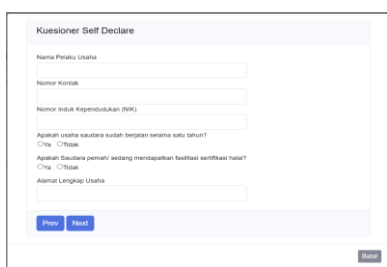 Kuesioner Self Declare
Nama Pelaku Usaha
Nomor Kontak
Nomor Induk Kependudukan (NIK)
Apakah usaha saudara sudah berjalan selama satu tahun?
Ya Tidak
Apakah Saudara pernah/ sedang mendapatkan fasilitasi sertifikasi halal?
Ya Tidak
Alamat Lengkap Usaha
Prev Next
Batal